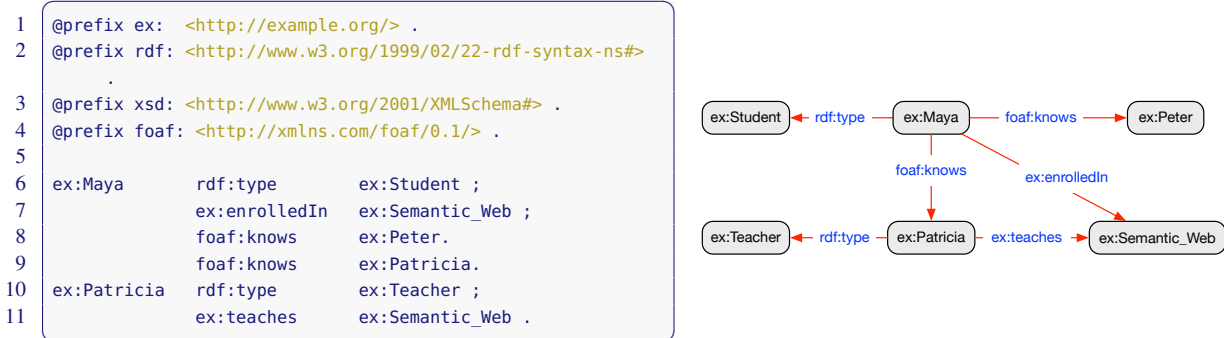 1 @prefix ex:  <http://example.org/> .
2 @prefix rdf: <http://www.w3.org/1999/02/22-rdf-syntax-ns#>
.
3 @prefix xsd: <http://www.w3.org/2001/XMLSchema#> .
4 @prefix foaf: <http://xmlns.com/foaf/0.1/> .
5
6 ex:Maya rdf:type ex:Student ;
7 ex:enrolledIn ex:Semantic_Web ;
8 foaf:knows ex:Peter.
9 foaf:knows ex:Patricia.
10 ex:Patricia rdf:type ex:Teacher ;
11 ex:teaches ex:Semantic_Web .
ex:Student rdf:type ex:Maya foaf:knows ex:Peter
foaf:knows
ex:enrolledIn
ex:Teacher rdf:type ex:Patricia ex:teaches ex:Semantic_Web